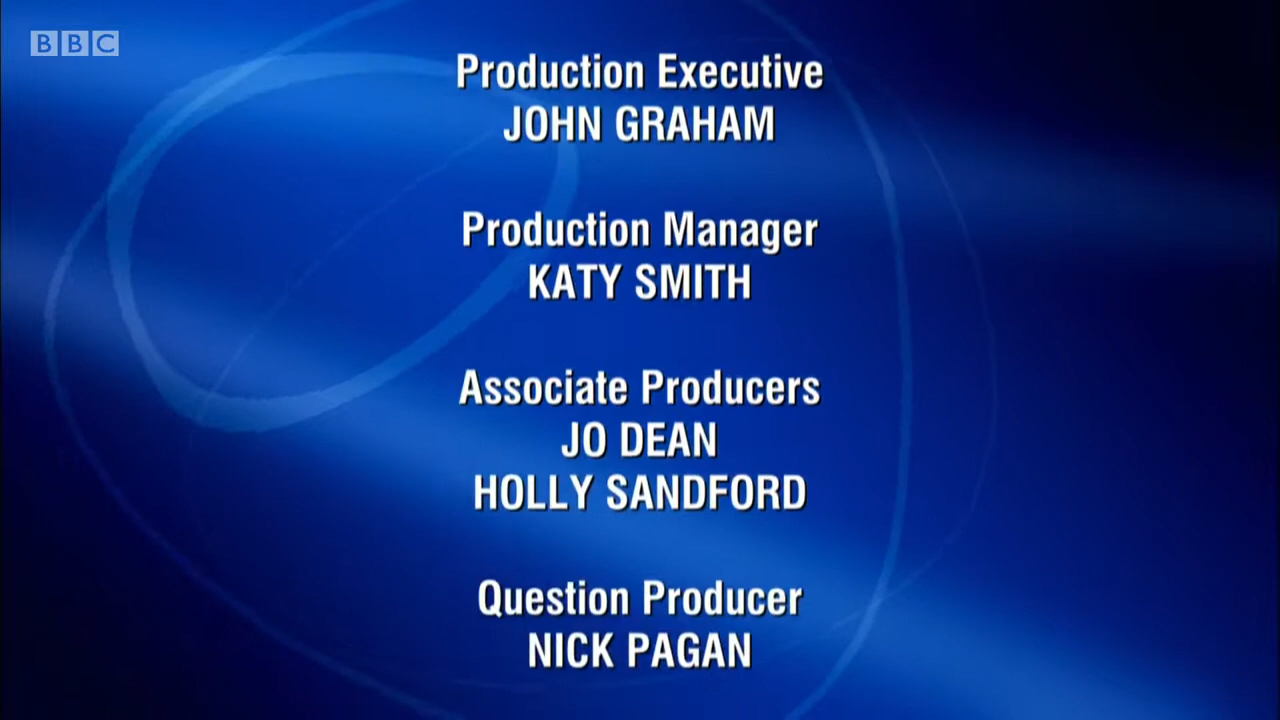 BBC
Production Executive
JOHN GRAHAM
Production Manager
KATY SMITH
Associate Producers
JO DEAN
HOLLY SANDFORD
Question Producer
NICK PAGAN